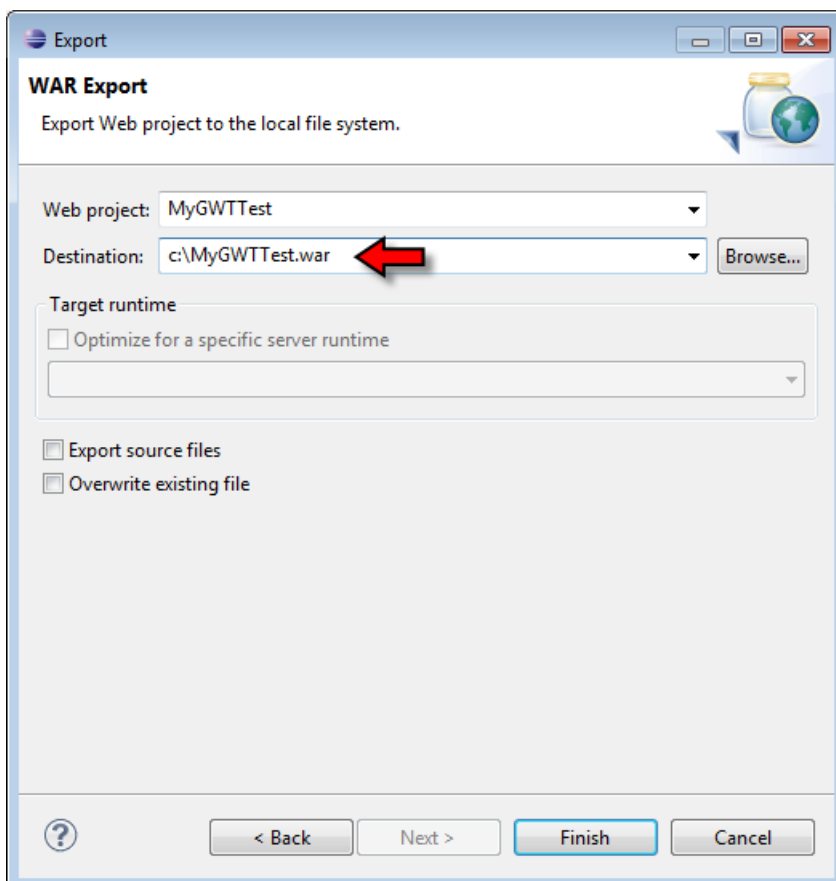 Export
WAR Export
Export Web project to the local file system.
Web project: MyGWTTest
Destination: c:\MyGWTTest.war Browse...
Target runtime
Optimize for a specific server runtime
Export source files
Overwrite existing file
? < Back Next > Finish Cancel